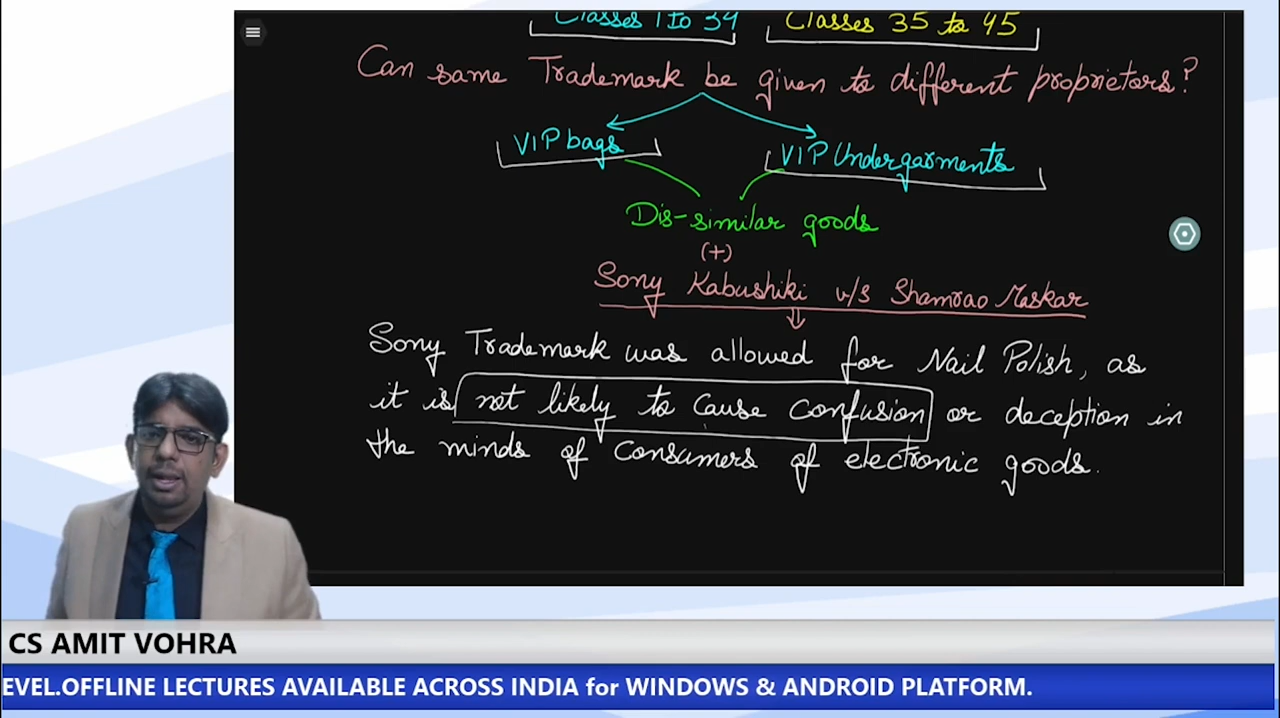 Classes 1 to 34 Classes 35 to 45
Can same Trademark be given to different proprietors?
VIP bags VIP Undergarments
Dis-similar goods
(+)
Sony Kabushiki v/s Shamrao Maskar
Sony Trademark was allowed for Nail Polish, as
it is not likely to cause confusion or deception in
the minds of consumers of electronic goods.
CS AMIT VOHRA
EVEL.OFFLINE LECTURES AVAILABLE ACROSS INDIA for WINDOWS & ANDROID PLATFORM.